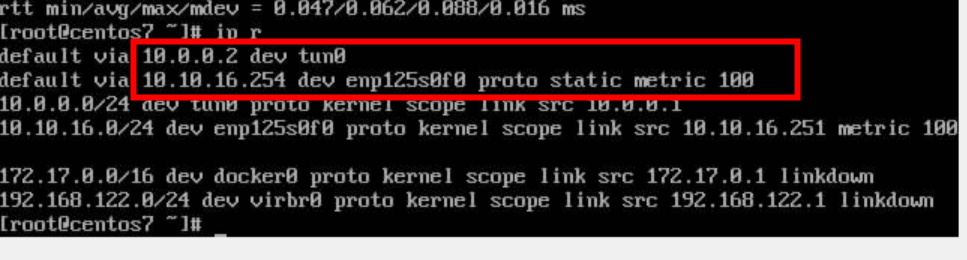 rtt min/avg/max/mdev = 0.047/0.062/0.088/0.016 ms
[root@centos7 ~]# ip r
default via 10.0.0.2 dev tun0
default via 10.10.16.254 dev enp125s0f0 proto static metric 100
10.0.0.0/24 dev tun0 proto kernel scope link src 10.0.0.1
10.10.16.0/24 dev enp125s0f0 proto kernel scope link src 10.10.16.251 metric 100
172.17.0.0/16 dev docker0 proto kernel scope link src 172.17.0.1 linkdown
192.168.122.0/24 dev virbr0 proto kernel scope link src 192.168.122.1 linkdown
[root@centos7 ~]# _